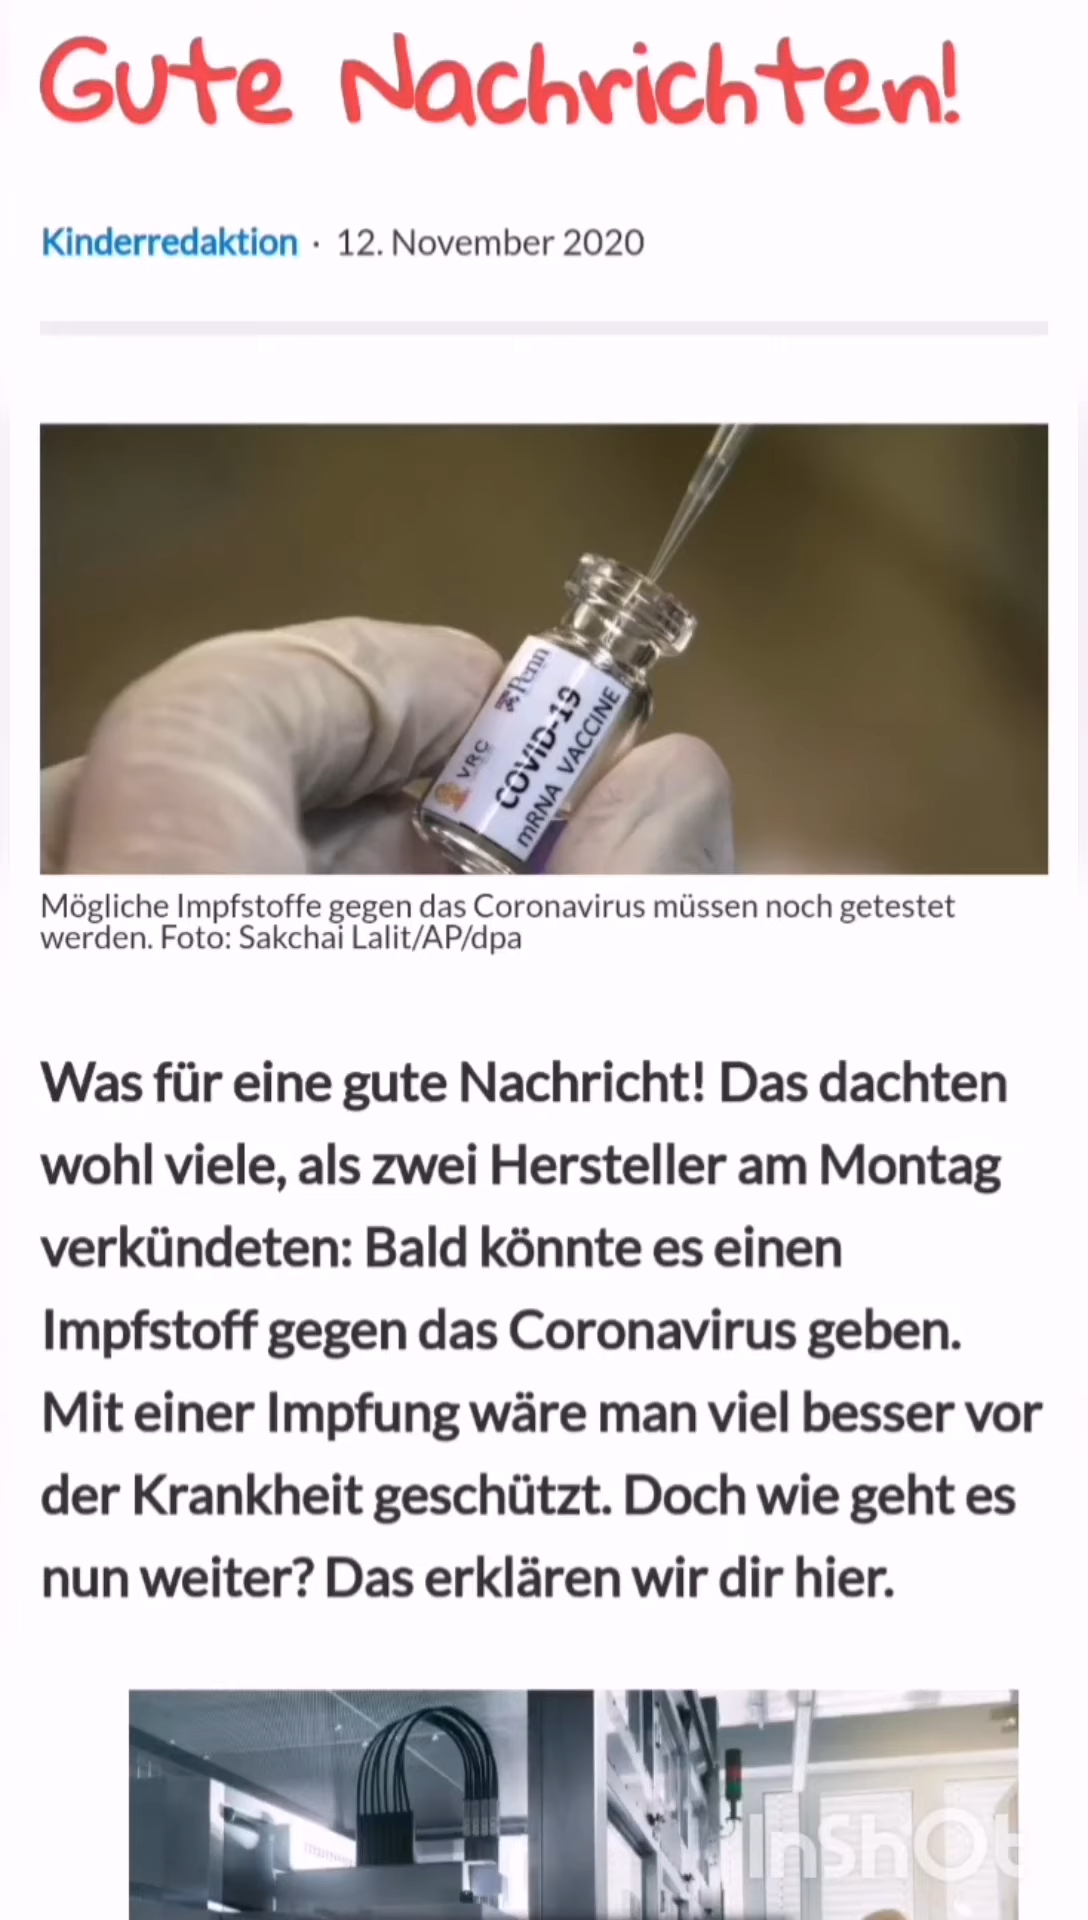 Gute Nachrichten!
Kinderredaktion · 12. November 2020
Penn
VRC
COVID-19
mRNA VACCINE
Mögliche Impfstoffe gegen das Coronavirus müssen noch getestet
werden. Foto: Sakchai Lalit/AP/dpa
Was für eine gute Nachricht! Das dachten
wohl viele, als zwei Hersteller am Montag
verkündeten: Bald könnte es einen
Impfstoff gegen das Coronavirus geben.
Mit einer Impfung wäre man viel besser vor
der Krankheit geschützt. Doch wie geht es
nun weiter? Das erklären wir dir hier.
InShOt